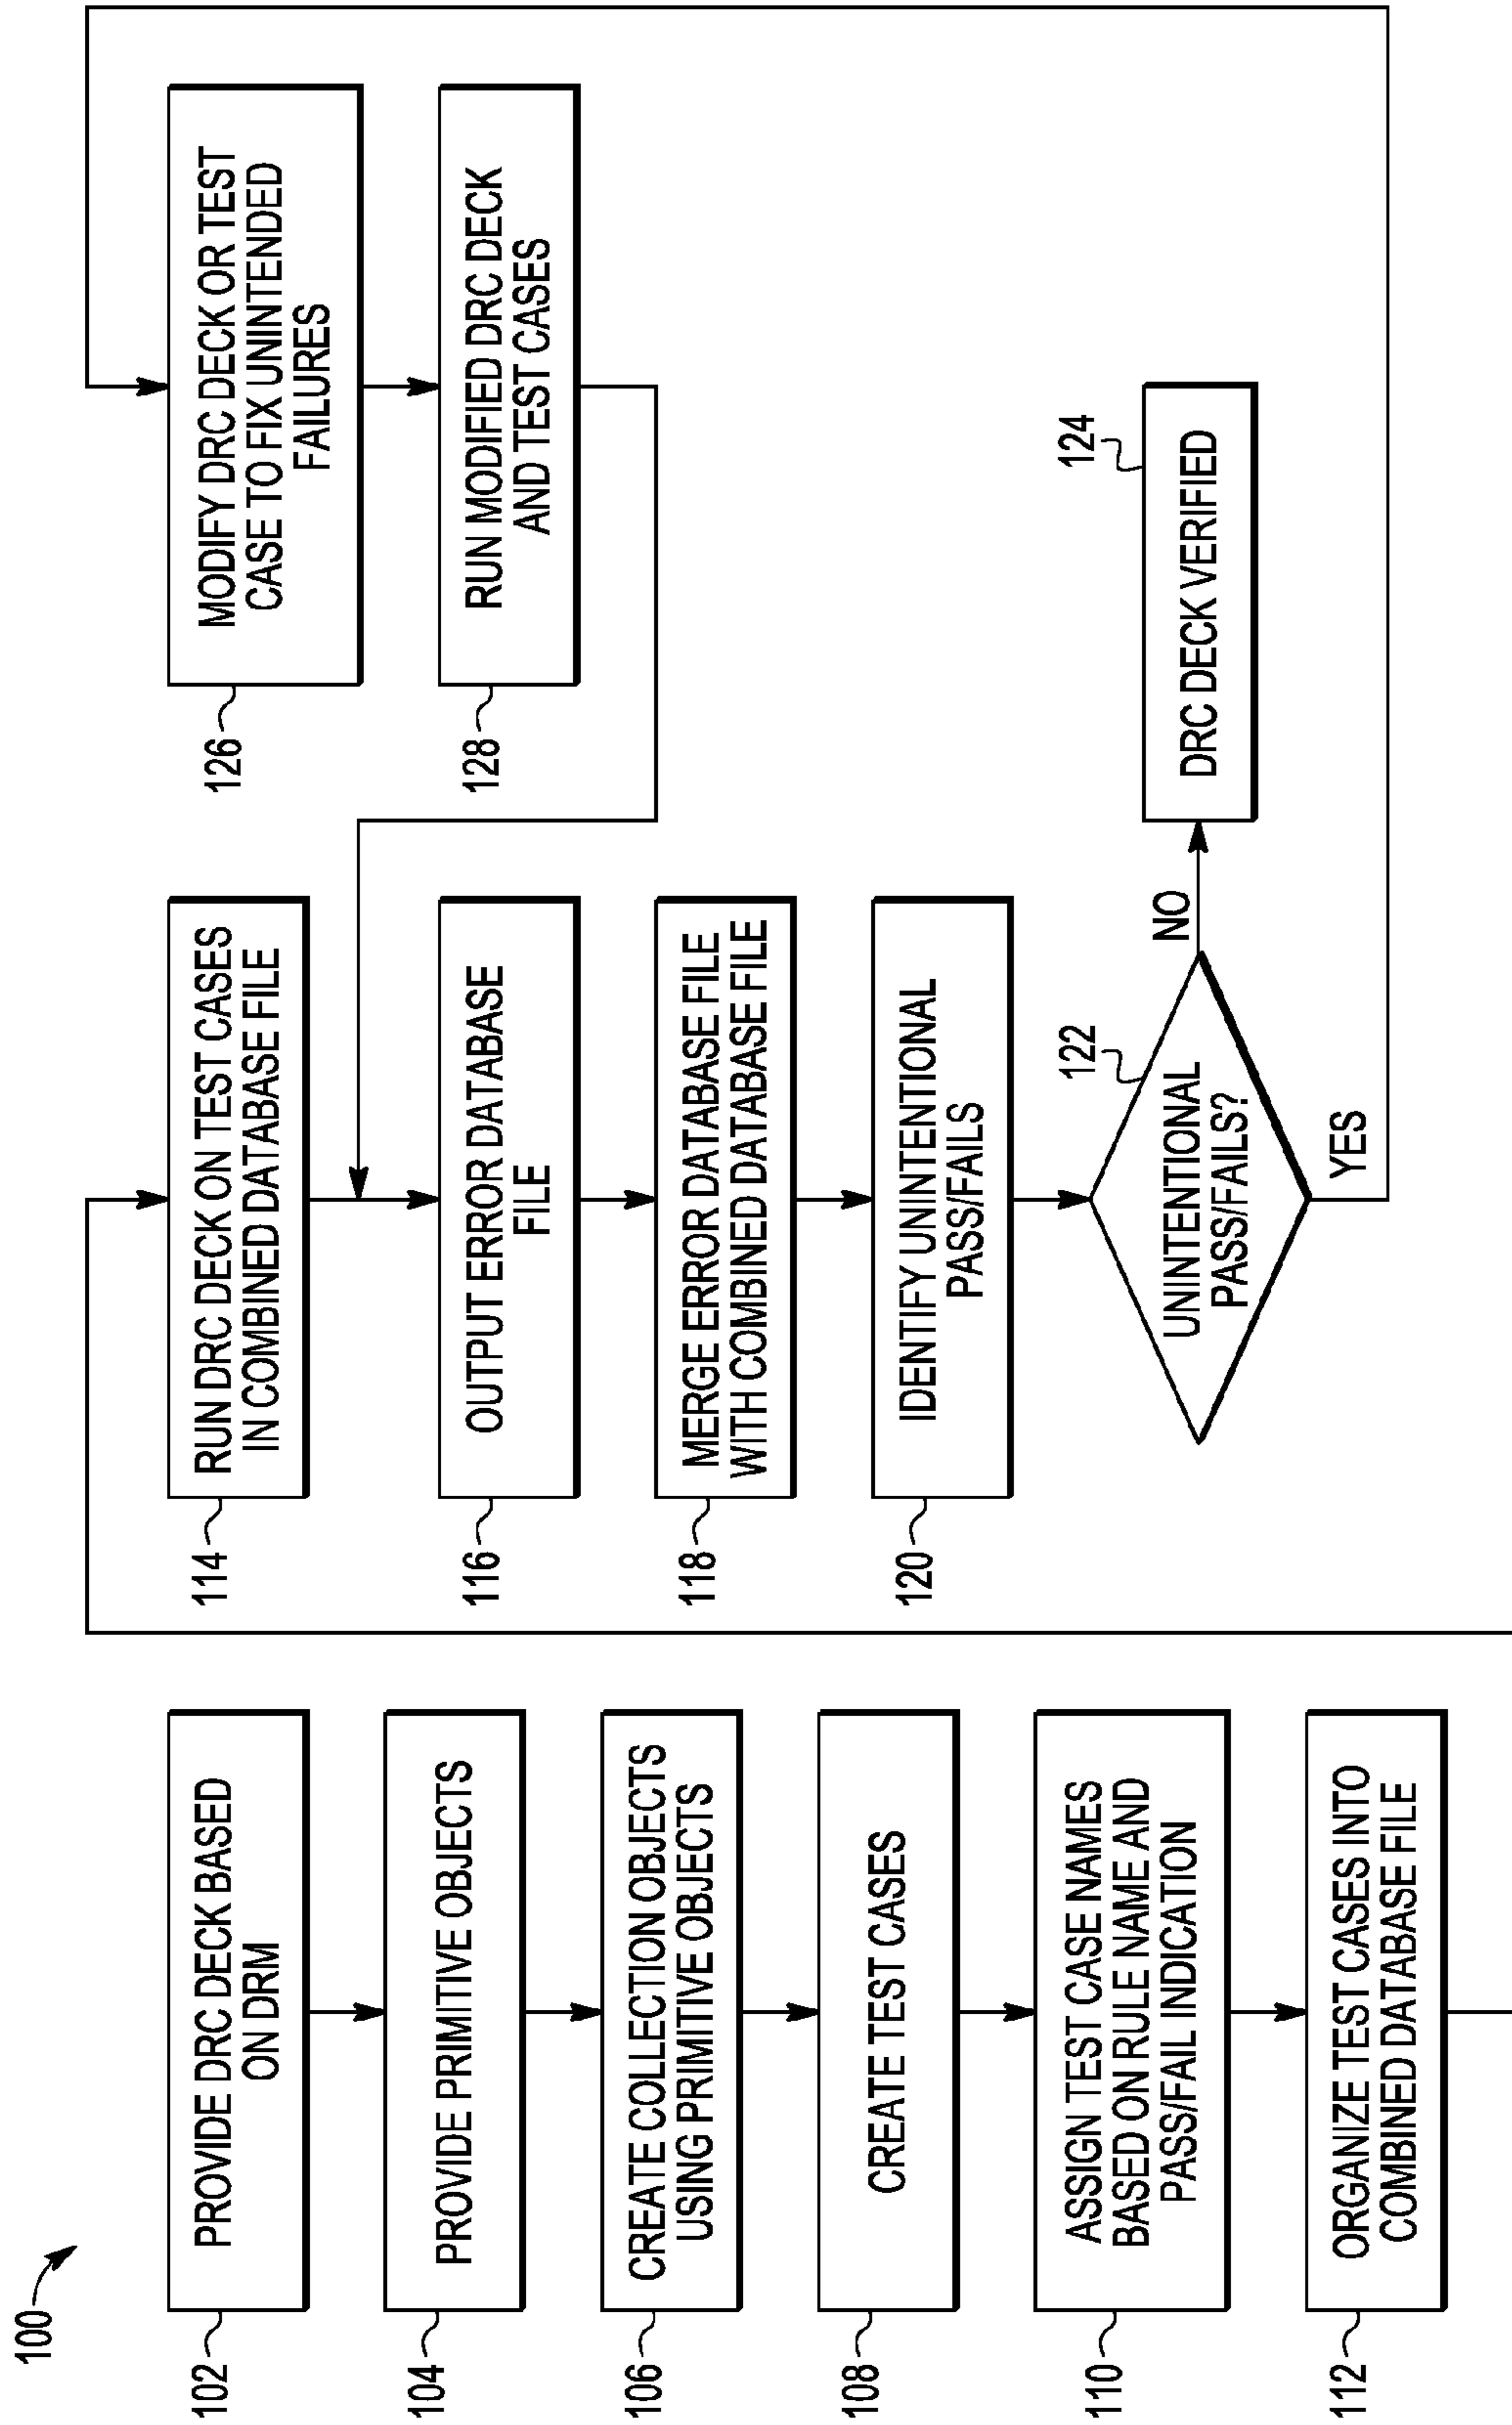 100
102
PROVIDE DRC DECK BASED
ON DRM
104
PROVIDE PRIMITIVE OBJECTS
106
CREATE COLLECTION OBJECTS
USING PRIMITIVE OBJECTS
108
CREATE TEST CASES
110
ASSIGN TEST CASE NAMES
BASED ON RULE NAME AND
PASS/FAIL INDICATION
112
ORGANIZE TEST CASES INTO
COMBINED DATABASE FILE
114
RUN DRC DECK ON TEST CASES
IN COMBINED DATABASE FILE
116
OUTPUT ERROR DATABASE
FILE
118
MERGE ERROR DATABASE FILE
WITH COMBINED DATABASE FILE
120
IDENTIFY UNINTENTIONAL
PASS/FAILS
122
UNINTENTIONAL
PASS/FAILS?
NO
YES
124
DRC DECK VERIFIED
126
MODIFY DRC DECK OR TEST
CASE TO FIX UNINTENDED
FAILURES
128
RUN MODIFIED DRC DECK
AND TEST CASES